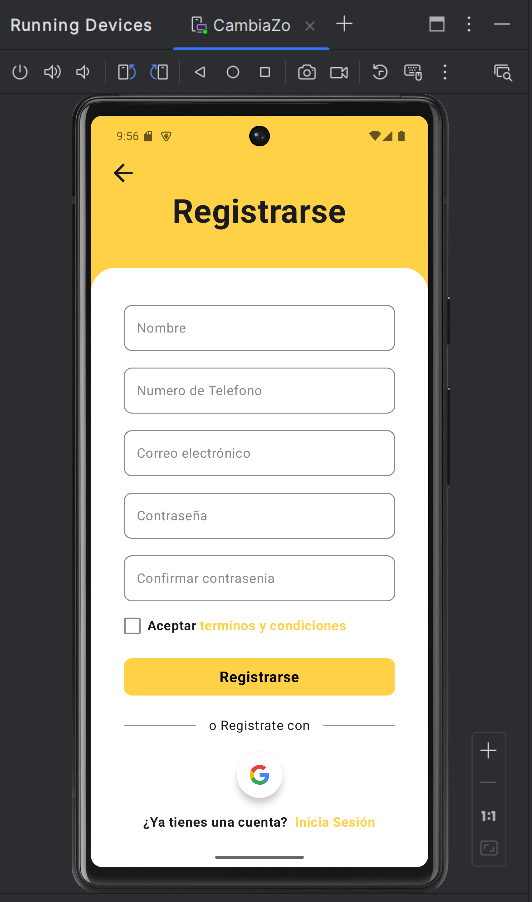 Running Devices CambiaZo
9:56
Registrarse
Nombre
Numero de Telefono
Correo electrónico
Contraseña
Confirmar contrasenia
Aceptar terminos y condiciones
Registrarse
o Registrate con
G
¿Ya tienes una cuenta? Inicia Sesión
1:1